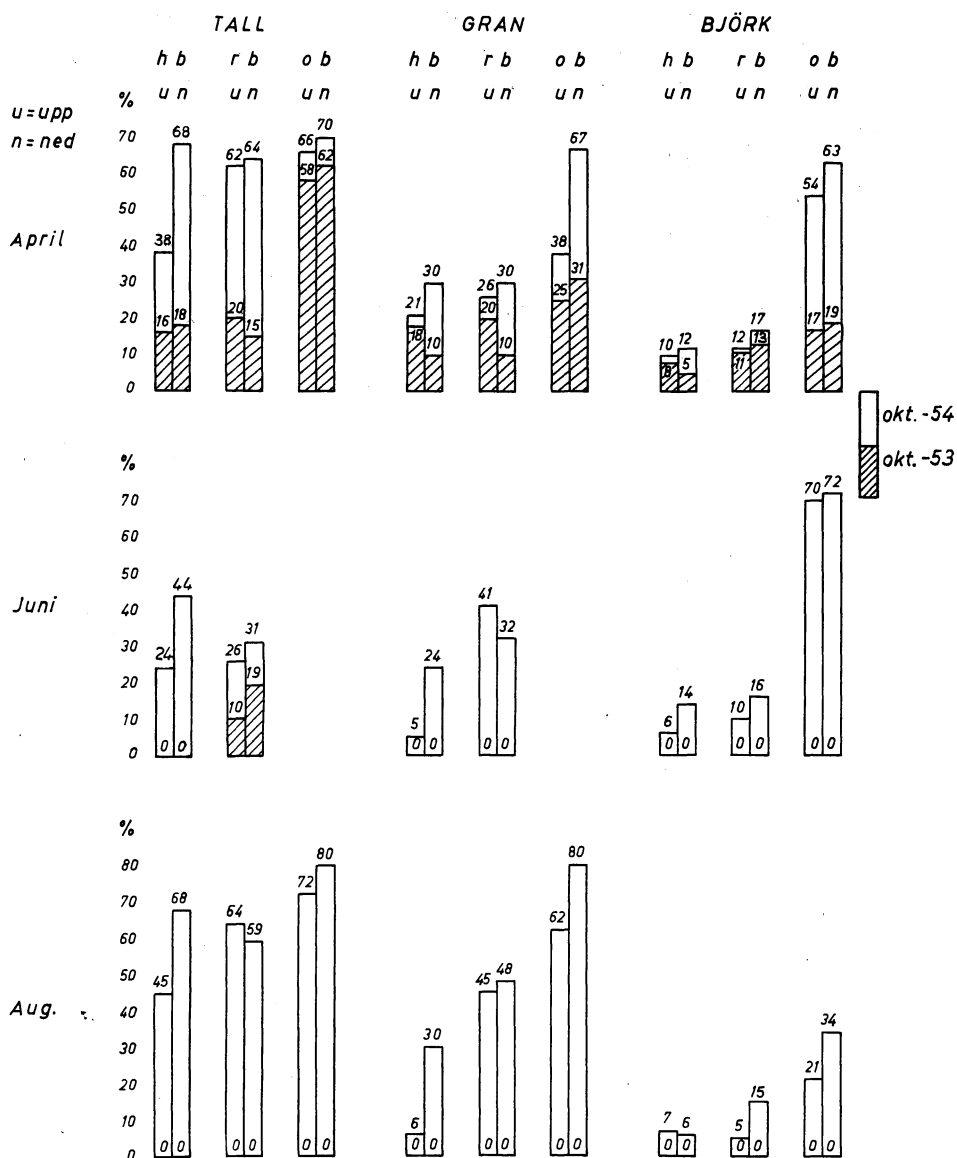 TALL GRAN BJÖRK
h b r b o b h b r b o b h b r b o b
u n u n u n u n u n u n u n u n u n
u = upp
n = ned
April
%
70
60
50
40
30
20
10
0
38 68 62 64 66 70
16 18 20 15 58 62
21 30 26 30 38 67
18 10 20 10 25 31
10 12 12 17 54 63
8 5 11 13 17 19
okt.-54
okt.-53
Juni
%
70
60
50
40
30
20
10
0
24 44 26 31
0 0 10 19
5 24 41 32
0 0 0 0
6 14 10 16 70 72
0 0 0 0 0 0
Aug.
%
80
70
60
50
40
30
20
10
0
45 68 64 59 72 80
0 0 0 0 0 0
6 30 45 48 62 80
0 0 0 0 0 0
7 6 5 15 21 34
0 0 0 0 0 0